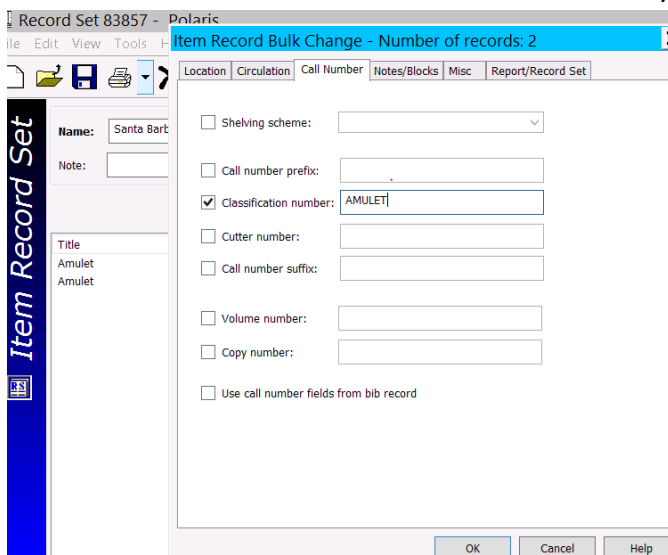 Record Set 83857 - Polaris
File Edit View Tools H
Item Record Bulk Change - Number of records: 2
Location Circulation Call Number Notes/Blocks Misc Report/Record Set
Item Record Set
Name: Santa Barb
Note:
Title
Amulet
Amulet
Shelving scheme:
Call number prefix:
Classification number: AMULET
Cutter number:
Call number suffix:
Volume number:
Copy number:
Use call number fields from bib record
OK Cancel Help